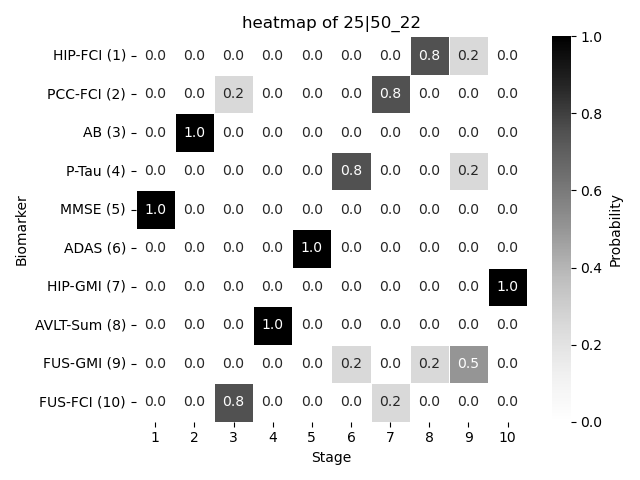 heatmap of 25|50_22
HIP-FCI (1) 0.0 0.0 0.0 0.0 0.0 0.0 0.0 0.8 0.2 0.0
PCC-FCI (2) 0.0 0.0 0.2 0.0 0.0 0.0 0.8 0.0 0.0 0.0
AB (3) 0.0 1.0 0.0 0.0 0.0 0.0 0.0 0.0 0.0 0.0
P-Tau (4) 0.0 0.0 0.0 0.0 0.0 0.8 0.0 0.0 0.2 0.0
MMSE (5) 1.0 0.0 0.0 0.0 0.0 0.0 0.0 0.0 0.0 0.0
ADAS (6) 0.0 0.0 0.0 0.0 1.0 0.0 0.0 0.0 0.0 0.0
HIP-GMI (7) 0.0 0.0 0.0 0.0 0.0 0.0 0.0 0.0 0.0 1.0
AVLT-Sum (8) 0.0 0.0 0.0 1.0 0.0 0.0 0.0 0.0 0.0 0.0
FUS-GMI (9) 0.0 0.0 0.0 0.0 0.0 0.2 0.0 0.2 0.5 0.0
FUS-FCI (10) 0.0 0.0 0.8 0.0 0.0 0.0 0.2 0.0 0.0 0.0
1 2 3 4 5 6 7 8 9 10
Stage
Biomarker
1.0
0.8
0.6
0.4
0.2
0.0
Probability